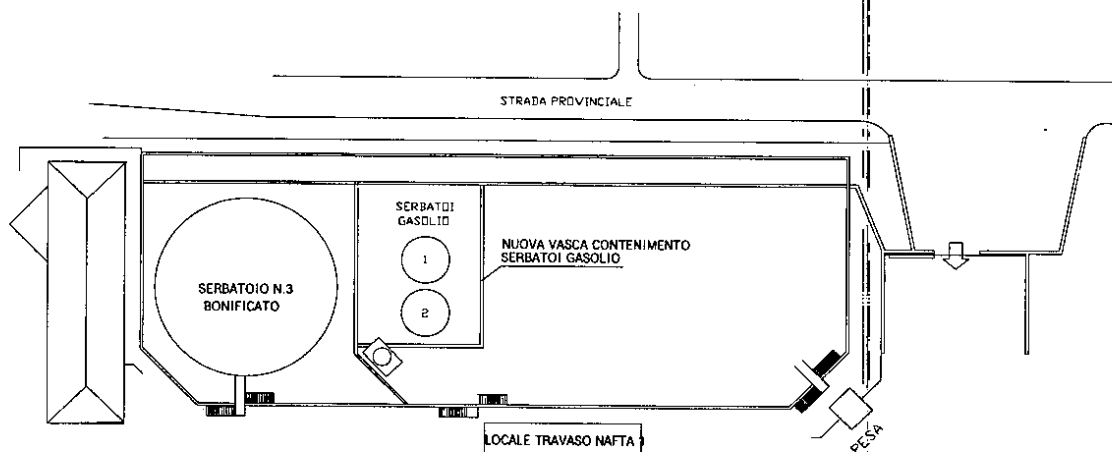 STRADA PROVINCIALE
SERBATOI
GASOLIO
1
2
NUOVA VASCA CONTENIMENTO
SERBATOI GASOLIO
SERBATOIO N.3
BONIFICATO
LOCALE TRAVASO NAFTA
PESA